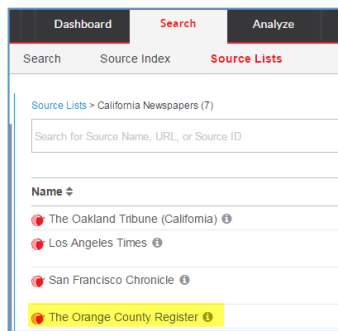 Dashboard Search Analyze
Search Source Index Source Lists
Source Lists > California Newspapers (7)
Search for Source Name, URL, or Source ID
Name
The Oakland Tribune (California)
Los Angeles Times
San Francisco Chronicle
The Orange County Register